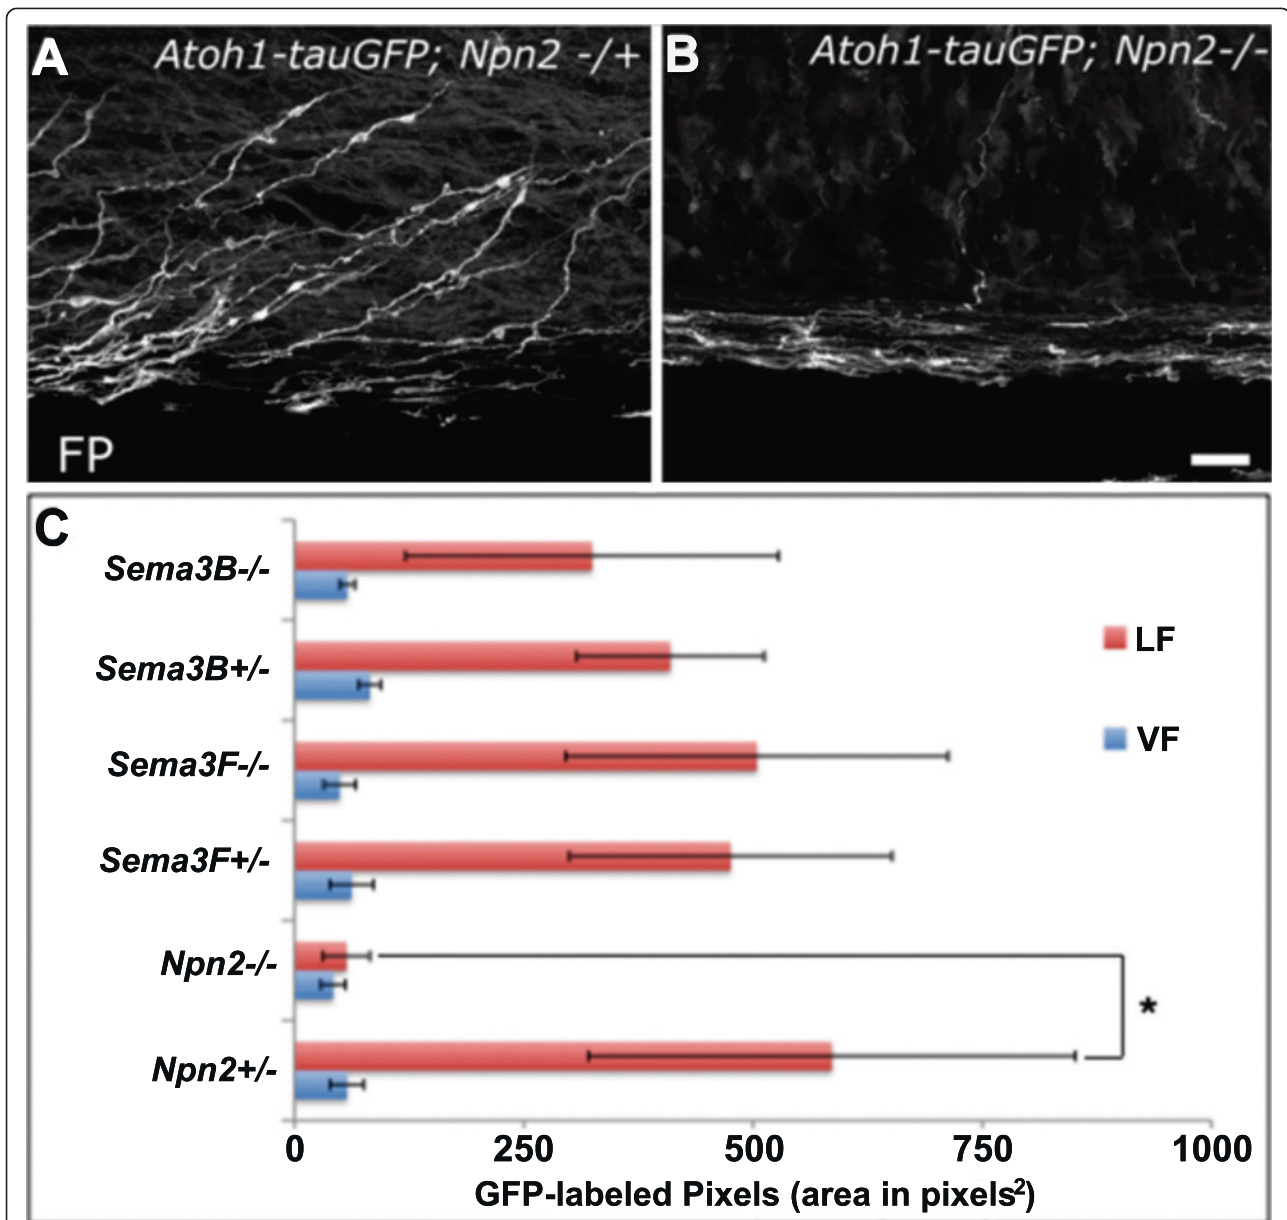 A
Atoh1-tauGFP; Npn2 -/+
FP
B
Atoh1-tauGFP; Npn2-/-
C
Sema3B-/-
Sema3B+/-
Sema3F-/-
Sema3F+/-
Npn2-/-
Npn2+/-
LF
VF
*
0 250 500 750 1000
GFP-labeled Pixels (area in pixels²)